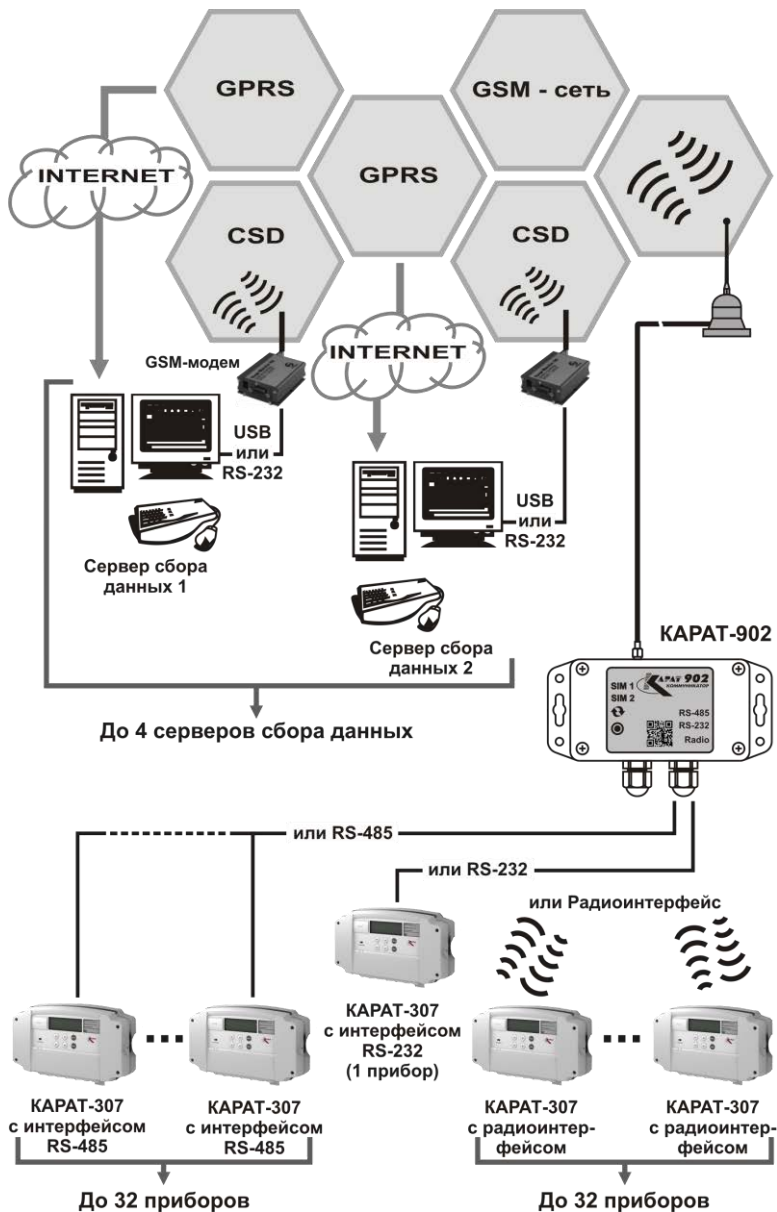 GPRS
GSM - сеть
INTERNET
GPRS
CSD
CSD
INTERNET
GSM-модем
USB
или
RS-232
USB
или
RS-232
Сервер сбора
данных 1
Сервер сбора
данных 2
КАРАТ-902
SIM 1
SIM 2
КАРАТ 902
КОММУНИКАТОР
RS-485
RS-232
Radio
До 4 серверов сбора данных
или RS-485
или RS-232
или Радиоинтерфейс
КАРАТ-307
с интерфейсом
RS-232
(1 прибор)
КАРАТ-307
с интерфейсом
RS-485
КАРАТ-307
с интерфейсом
RS-485
КАРАТ-307
с радиоинтер-
фейсом
КАРАТ-307
с радиоинтер-
фейсом
До 32 приборов
До 32 приборов